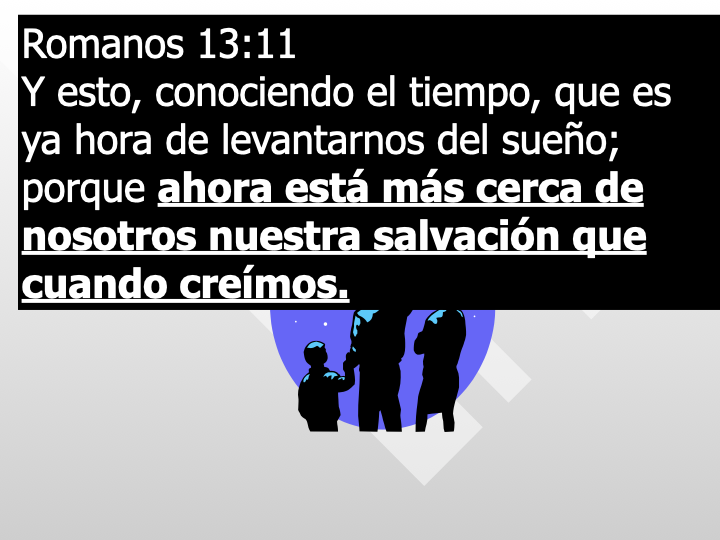 Romanos 13:11
Y esto, conociendo el tiempo, que es
ya hora de levantarnos del sueño;
porque ahora está más cerca de
nosotros nuestra salvación que
cuando creímos.